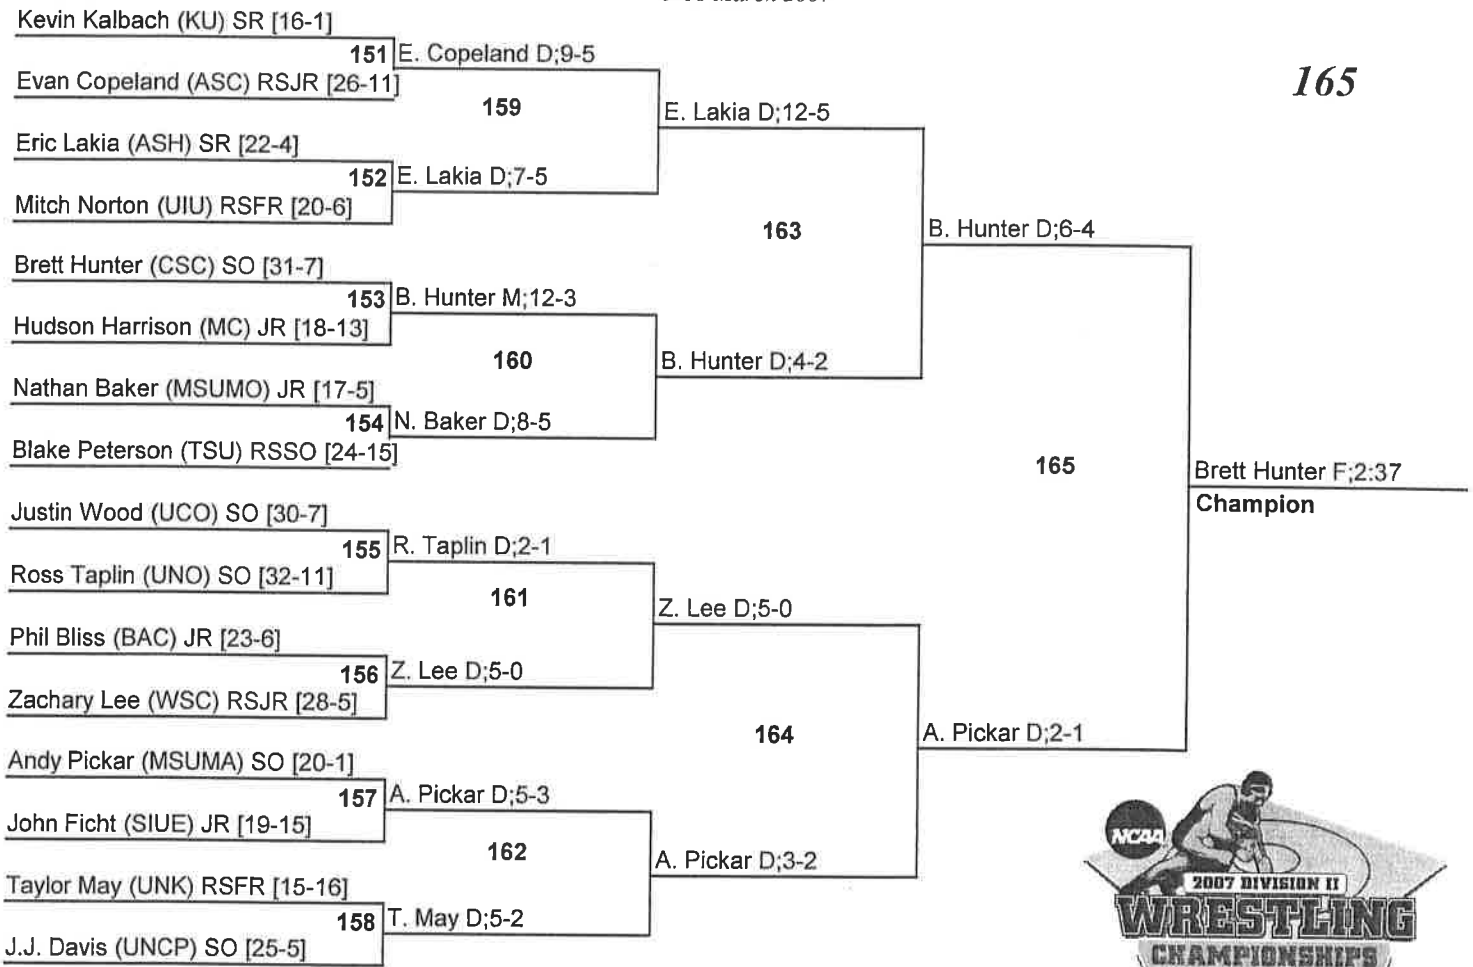 Kevin Kalbach (KU) SR [16-1]
151 E. Copeland D;9-5
165
Evan Copeland (ASC) RSJR [26-11]
159
E. Lakia D;12-5
Eric Lakia (ASH) SR [22-4]
152 E. Lakia D;7-5
Mitch Norton (UIU) RSFR [20-6]
163
B. Hunter D;6-4
Brett Hunter (CSC) SO [31-7]
153 B. Hunter M;12-3
Hudson Harrison (MC) JR [18-13]
160
B. Hunter D;4-2
Nathan Baker (MSUMO) JR [17-5]
154 N. Baker D;8-5
Blake Peterson (TSU) RSSO [24-15]
165
Brett Hunter F;2:37
Champion
Justin Wood (UCO) SO [30-7]
155 R. Taplin D;2-1
Ross Taplin (UNO) SO [32-11]
161
Z. Lee D;5-0
Phil Bliss (BAC) JR [23-6]
156 Z. Lee D;5-0
Zachary Lee (WSC) RSJR [28-5]
164
A. Pickar D;2-1
Andy Pickar (MSUMA) SO [20-1]
157 A. Pickar D;5-3
John Ficht (SIUE) JR [19-15]
162
A. Pickar D;3-2
Taylor May (UNK) RSFR [15-16]
158 T. May D;5-2
J.J. Davis (UNCP) SO [25-5]
NCAA
2007 DIVISION II
WRESTLING
CHAMPIONSHIPS